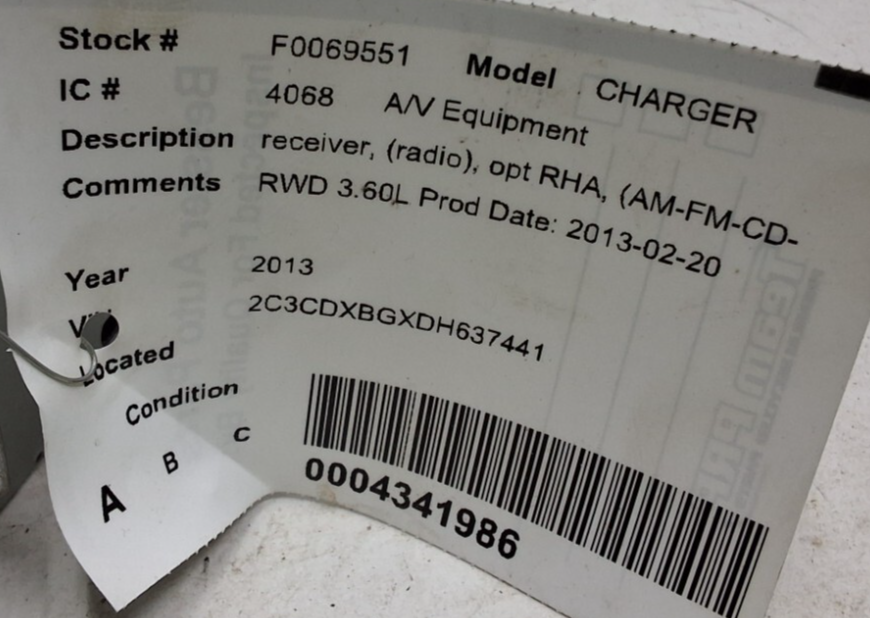 Stock # F0069551 Model CHARGER
IC # 4068 A/V Equipment
Description receiver, (radio), opt RHA, (AM-FM-CD-
Comments RWD 3.60L Prod Date: 2013-02-20
Year 2013
2C3CDXBGXDH637441
Located
Condition
A B C
0004341986